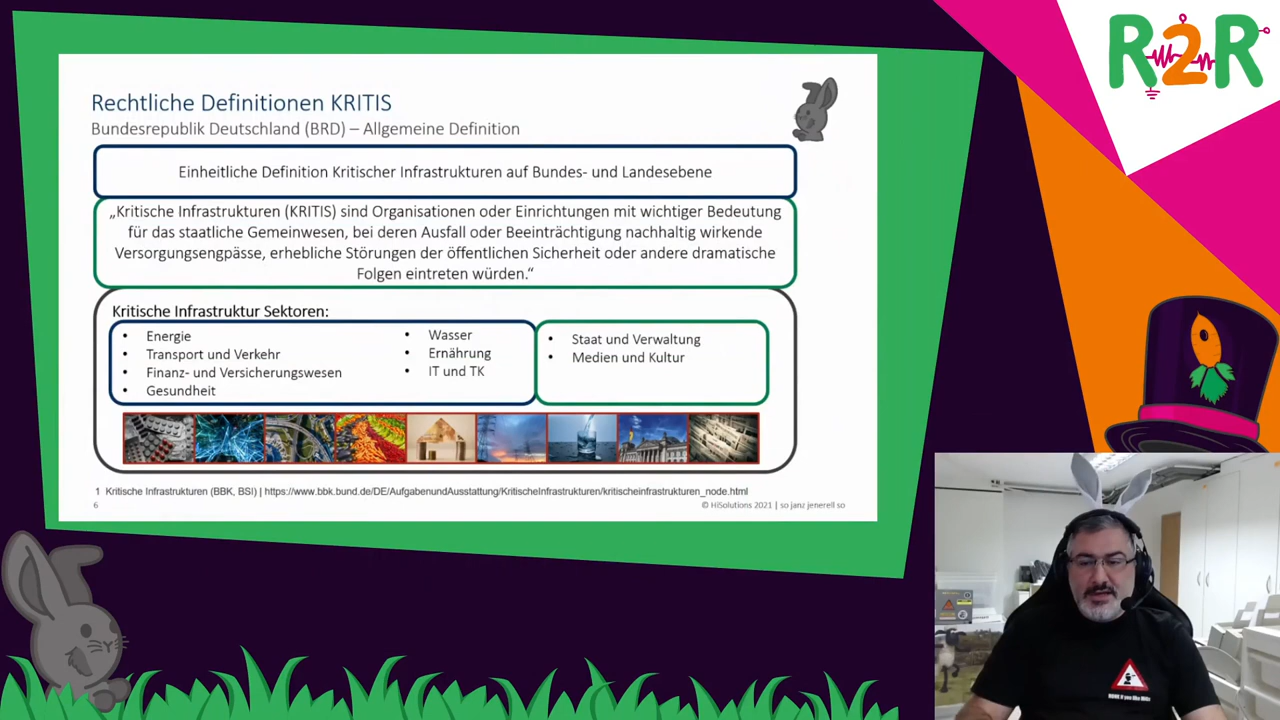 R2R
Rechtliche Definitionen KRITIS
Bundesrepublik Deutschland (BRD) – Allgemeine Definition
Einheitliche Definition Kritischer Infrastrukturen auf Bundes- und Landesebene
„Kritische Infrastrukturen (KRITIS) sind Organisationen oder Einrichtungen mit wichtiger Bedeutung
für das staatliche Gemeinwesen, bei deren Ausfall oder Beeinträchtigung nachhaltig wirkende
Versorgungsengpässe, erhebliche Störungen der öffentlichen Sicherheit oder andere dramatische
Folgen eintreten würden.“
Kritische Infrastruktur Sektoren:
• Energie
• Transport und Verkehr
• Finanz- und Versicherungswesen
• Gesundheit
• Wasser
• Ernährung
• IT und TK
• Staat und Verwaltung
• Medien und Kultur
1 Kritische Infrastrukturen (BBK, BSI) | https://www.bbk.bund.de/DE/AufgabenundAusstattung/KritischeInfrastrukturen/kritischeinfrastrukturen_node.html
6
© HiSolutions 2021 | so janz jenerell so